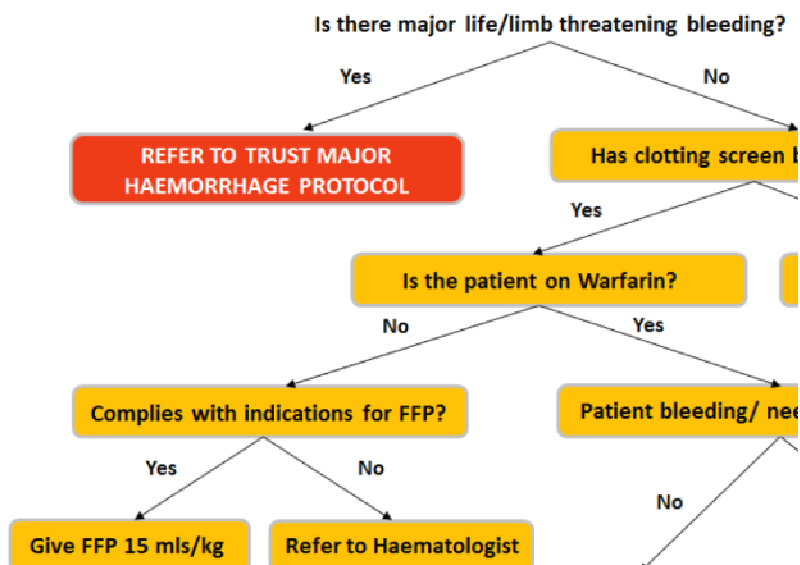 Is there major life/limb threatening bleeding?
Yes
No
REFER TO TRUST MAJOR
HAEMORRHAGE PROTOCOL
Has clotting screen
Yes
Is the patient on Warfarin?
No
Yes
Complies with indications for FFP?
Patient bleeding/
Yes
No
No
Give FFP 15 mls/kg
Refer to Haematologist